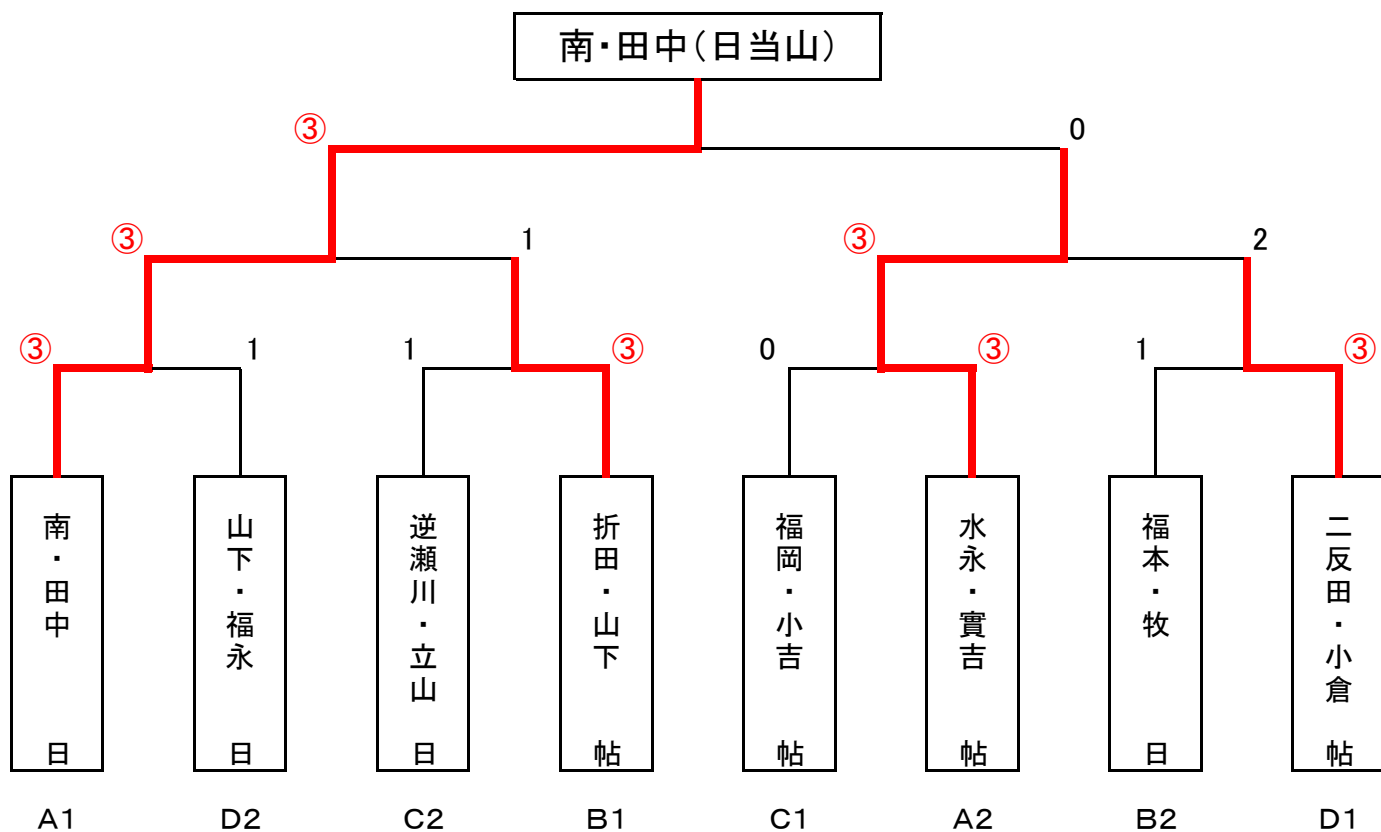 南・田中（日当山）
③ 0
③ 1 ③ 2
③ 1 1 ③ 0 ③ 1 ③
南・田中 日
山下・福永 日
逆瀬川・立山 日
折田・山下 帖
福岡・小吉 帖
水永・實吉 帖
福本・牧 日
二反田・小倉 帖
A1 D2 C2 B1 C1 A2 B2 D1